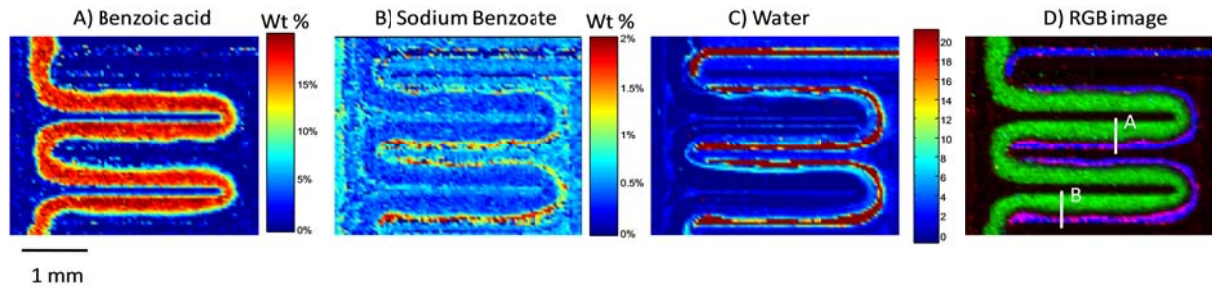 A) Benzoic acid
Wt %
B) Sodium Benzoate
Wt %
C) Water
D) RGB image
15%
10%
5%
0%
2%
1.5%
1%
0.5%
0%
20
18
16
14
12
10
8
6
4
2
0
A
B
1 mm